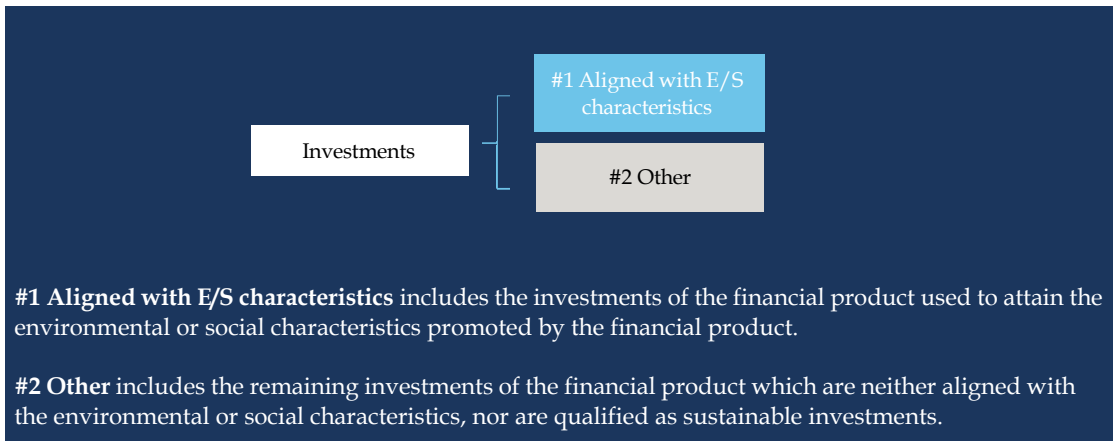 #1 Aligned with E/S
characteristics
Investments
#2 Other
#1 Aligned with E/S characteristics includes the investments of the financial product used to attain the
environmental or social characteristics promoted by the financial product.
#2 Other includes the remaining investments of the financial product which are neither aligned with
the environmental or social characteristics, nor are qualified as sustainable investments.